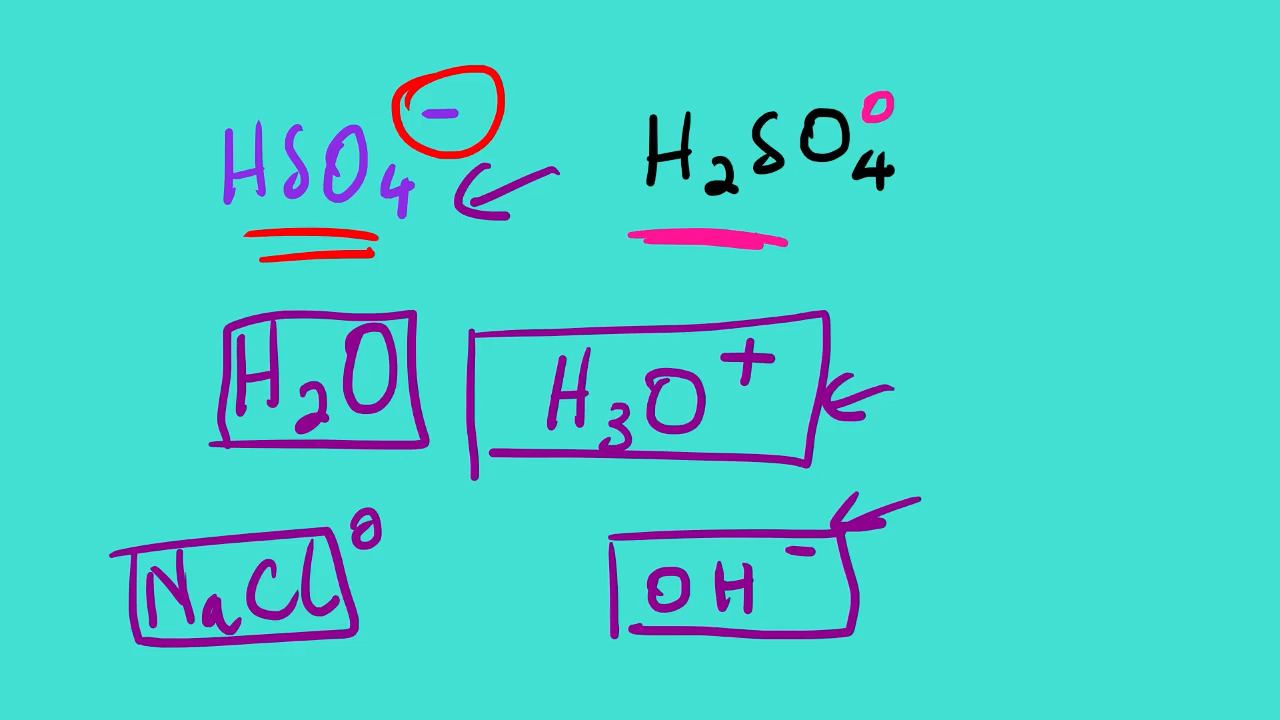 HSO₄⁻ H₂SO₄⁰
H₂O H₃O⁺
NaCl⁰ OH⁻